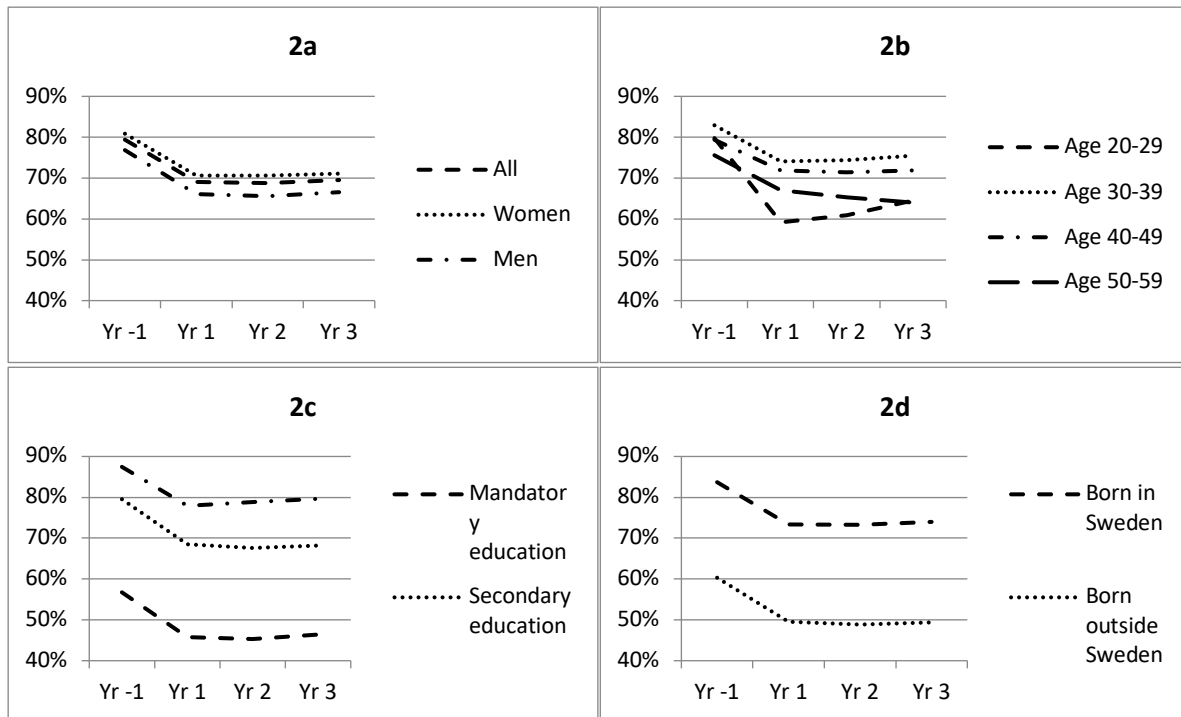 2a
90%
80%
70%
60%
50%
40%
Yr -1 Yr 1 Yr 2 Yr 3
All
Women
Men
2b
90%
80%
70%
60%
50%
40%
Yr -1 Yr 1 Yr 2 Yr 3
Age 20-29
Age 30-39
Age 40-49
Age 50-59
2c
90%
80%
70%
60%
50%
40%
Yr -1 Yr 1 Yr 2 Yr 3
Mandator
y
education
Secondary
education
2d
90%
80%
70%
60%
50%
40%
Yr -1 Yr 1 Yr 2 Yr 3
Born in
Sweden
Born
outside
Sweden